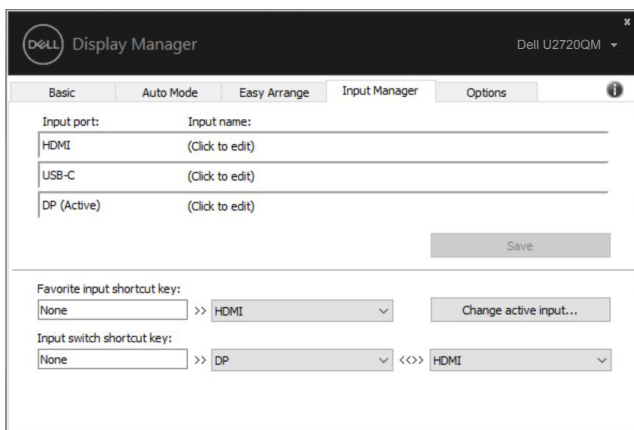 x
DELL Display Manager Dell U2720QM
Basic Auto Mode Easy Arrange Input Manager Options i
Input port: Input name:
HDMI (Click to edit)
USB-C (Click to edit)
DP (Active) (Click to edit)
Save
Favorite input shortcut key:
None >> HDMI Change active input...
Input switch shortcut key:
None >> DP <<>> HDMI